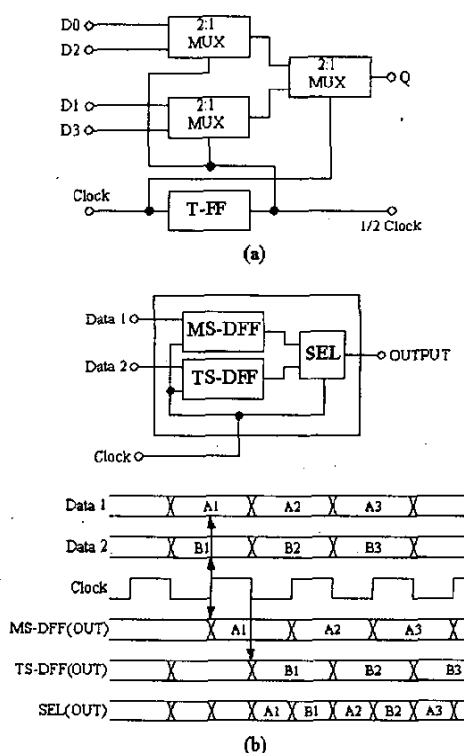 D0
D2
2:1
MUX
2:1
MUX
Q
D1
D3
2:1
MUX
Clock
T-FF
1/2 Clock
(a)
Data 1
MS-DFF
SEL
OUTPUT
Data 2
TS-DFF
Clock
Data 1 A1 A2 A3
Data 2 B1 B2 B3
Clock
MS-DFF(OUT) A1 A2 A3
TS-DFF(OUT) B1 B2 B3
SEL(OUT) A1 B1 A2 B2 A3
(b)